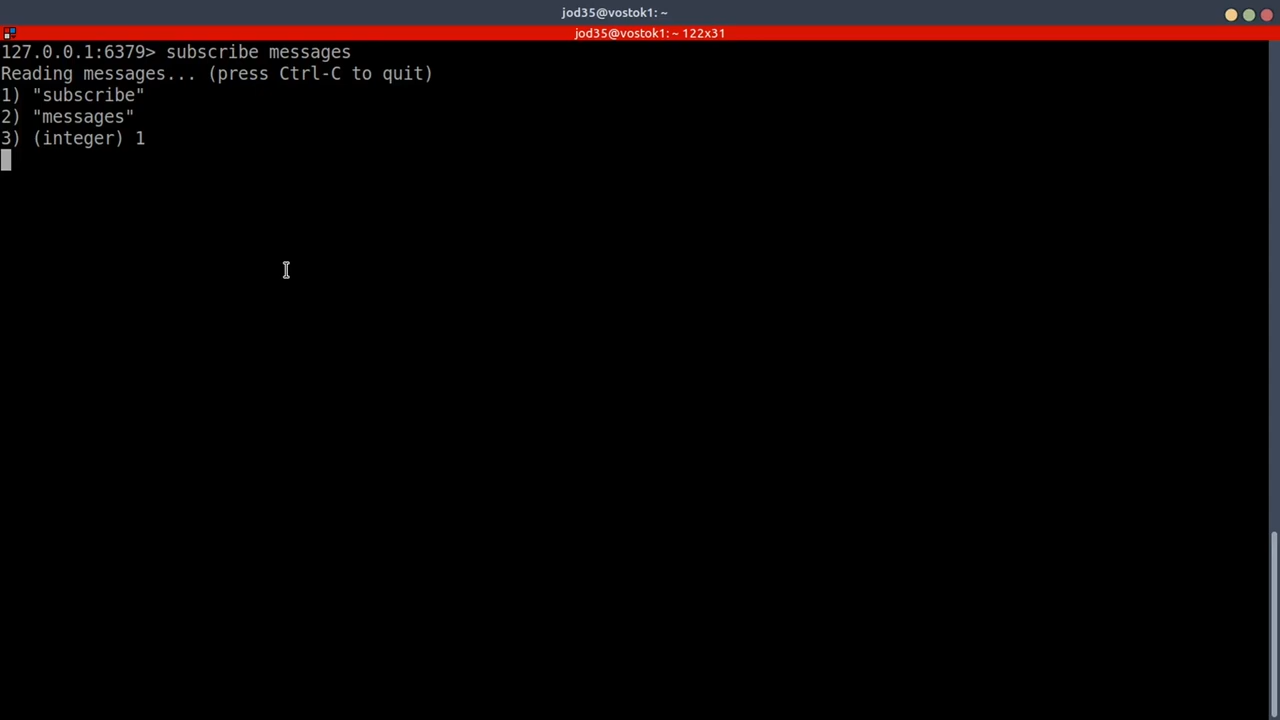 jod35@vostok1: ~
jod35@vostok1: ~ 122x31
127.0.0.1:6379> subscribe messages
Reading messages... (press Ctrl-C to quit)
1) "subscribe"
2) "messages"
3) (integer) 1